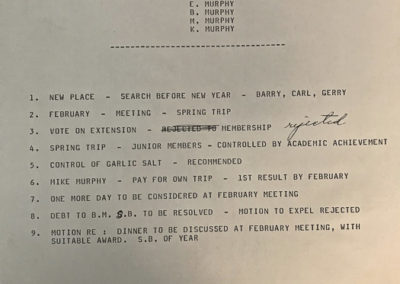 E. MURPHY
B. MURPHY
M. MURPHY
K. MURPHY
1. NEW PLACE - SEARCH BEFORE NEW YEAR - BARRY, CARL, GERRY
2. FEBRUARY - MEETING - SPRING TRIP
3. VOTE ON EXTENSION - REJECTED TO MEMBERSHIP rejected
4. SPRING TRIP - JUNIOR MEMBERS - CONTROLLED BY ACADEMIC ACHIEVEMENT
5. CONTROL OF GARLIC SALT - RECOMMENDED
6. MIKE MURPHY - PAY FOR OWN TRIP - 1ST RESULT BY FEBRUARY
7. ONE MORE DAY TO BE CONSIDERED AT FEBRUARY MEETING
8. DEBT TO B.M. S.B. TO BE RESOLVED - MOTION TO EXPEL REJECTED
9. MOTION RE : DINNER TO BE DISCUSSED AT FEBRUARY MEETING, WITH
SUITABLE AWARD. S.B. OF YEAR